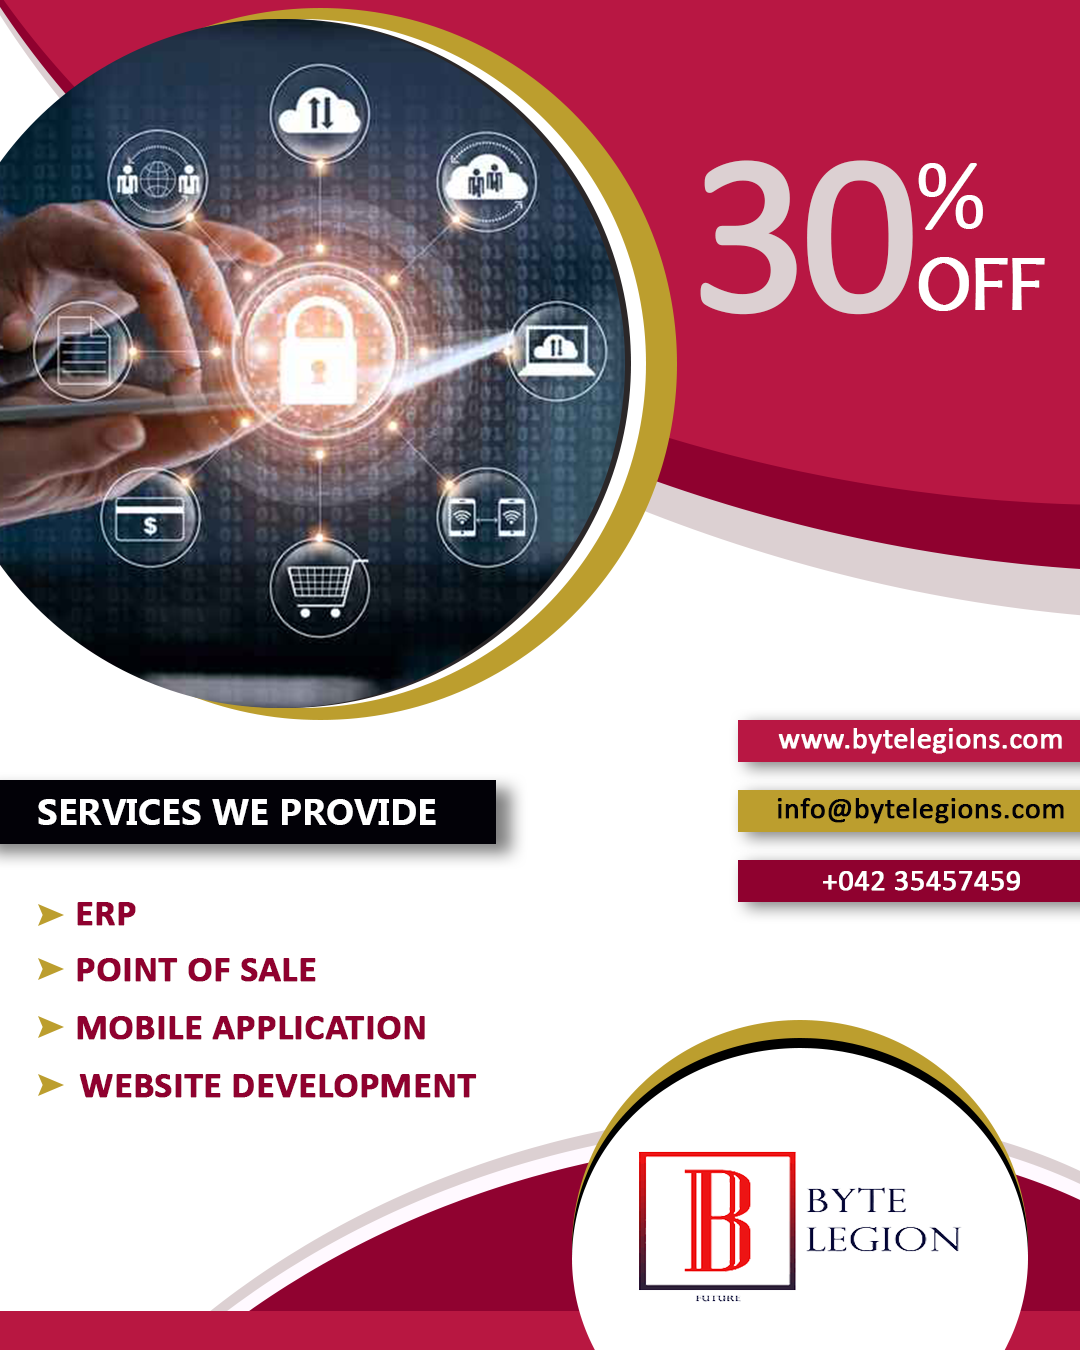 30%
OFF
www.bytelegions.com
info@bytelegions.com
+042 35457459
SERVICES WE PROVIDE
ERP
POINT OF SALE
MOBILE APPLICATION
WEBSITE DEVELOPMENT
B
BYTE
LEGION
FUTURE